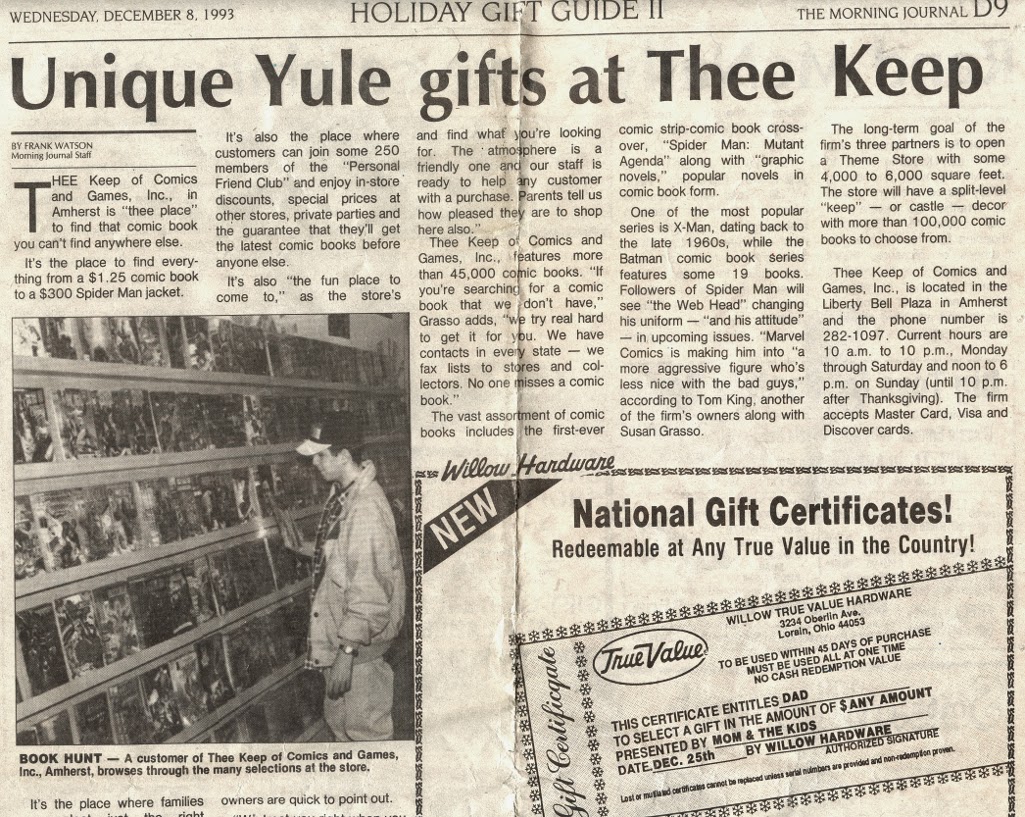 WEDNESDAY, DECEMBER 8, 1993
HOLIDAY GIFT GUIDE II
THE MORNING JOURNAL D9
Unique Yule gifts at Thee Keep
BY FRANK WATSON
Morning Journal Staff
THEE Keep of Comics
and Games, Inc., in
Amherst is "thee place"
to find that comic book
you can't find anywhere else.
It's the place to find every-
thing from a $1.25 comic book
to a $300 Spider Man jacket.
BOOK HUNT — A customer of Thee Keep of Comics and Games,
Inc., Amherst, browses through the many selections at the store.
It's the place where families
just the right
It's also the place where
customers can join some 250
members of the "Personal
Friend Club" and enjoy in-store
discounts, special prices at
other stores, private parties and
the guarantee that they'll get
the latest comic books before
anyone else.
It's also "the fun place to
come to," as the store's
owners are quick to point out.
and find what you're looking
for. The atmosphere is a
friendly one and our staff is
ready to help any customer
with a purchase. Parents tell us
how pleased they are to shop
here also."
Thee Keep of Comics and
Games, Inc., features more
than 45,000 comic books. "If
you're searching for a comic
book that we don't have,"
Grasso adds, "we try real hard
to get it for you. We have
contacts in every state — we
fax lists to stores and col-
lectors. No one misses a comic
book."
The vast assortment of comic
books includes the first-ever
comic strip-comic book cross-
over, "Spider Man: Mutant
Agenda" along with "graphic
novels," popular novels in
comic book form.
One of the most popular
series is X-Man, dating back to
the late 1960s, while the
Batman comic book series
features some 19 books.
Followers of Spider Man will
see "the Web Head" changing
his uniform — "and his attitude"
— in upcoming issues. "Marvel
Comics is making him into "a
more aggressive figure who's
less nice with the bad guys,"
according to Tom King, another
of the firm's owners along with
Susan Grasso.
The long-term goal of the
firm's three partners is to open
a Theme Store with some
4,000 to 6,000 square feet.
The store will have a split-level
"keep" — or castle — decor
with more than 100,000 comic
books to choose from.
Thee Keep of Comics and
Games, Inc., is located in the
Liberty Bell Plaza in Amherst
and the phone number is
282-1097. Current hours are
10 a.m. to 10 p.m., Monday
through Saturday and noon to 6
p.m. on Sunday (until 10 p.m.
after Thanksgiving). The firm
accepts Master Card, Visa and
Discover cards.
Willow Hardware
NEW
National Gift Certificates!
Redeemable at Any True Value in the Country!
Gift Certificqate
True Value
WILLOW TRUE VALUE HARDWARE
3234 Oberlin Ave.
Lorain, Ohio 44053
TO BE USED WITHIN 45 DAYS OF PURCHASE
MUST BE USED ALL AT ONE TIME
NO CASH REDEMPTION VALUE
THIS CERTIFICATE ENTITLES DAD
TO SELECT A GIFT IN THE AMOUNT OF $ANY AMOUNT
PRESENTED BY MOM & THE KIDS
DATE DEC. 25th BY WILLOW HARDWARE
AUTHORIZED SIGNATURE
Lost or mutilated certificates cannot be replaced unless serial numbers are provided and non-redemption proven.